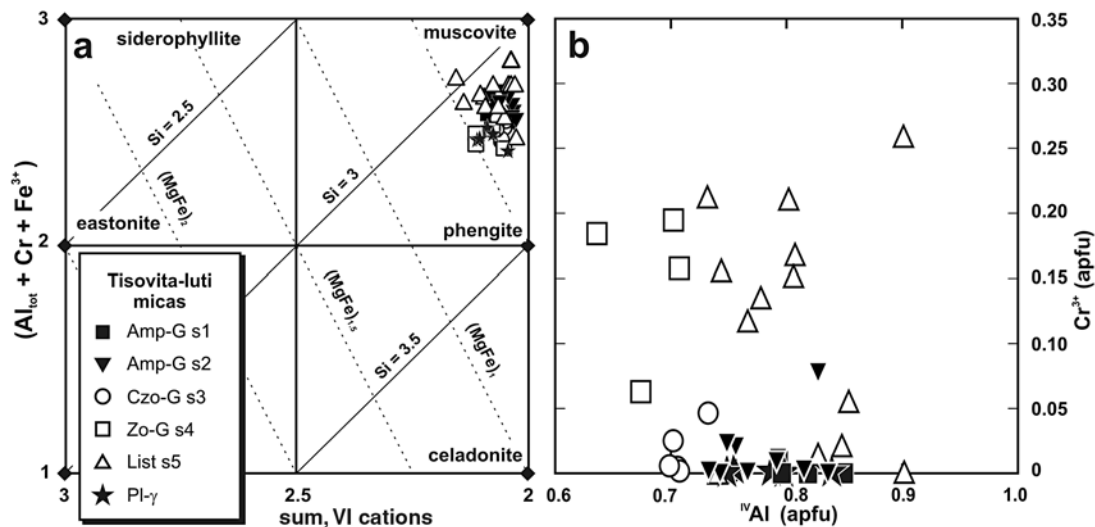 a
3
siderophyllite
muscovite
Si = 2.5
Si = 3
(MgFe)₂
eastonite
phengite
2
(Al_tot + Cr + Fe³⁺)
Tisovita-Iuti
micas
Amp-G s1
Amp-G s2
Czo-G s3
Zo-G s4
List s5
Pl-γ
(MgFe)₁.₅
(MgFe)₁
Si = 3.5
celadonite
1
3
2.5
2
sum, VI cations
b
0.35
0.30
0.25
0.20
0.15
0.10
0.05
0
Cr³⁺ (apfu)
0.6
0.7
0.8
0.9
1.0
ᴵⱽAl (apfu)